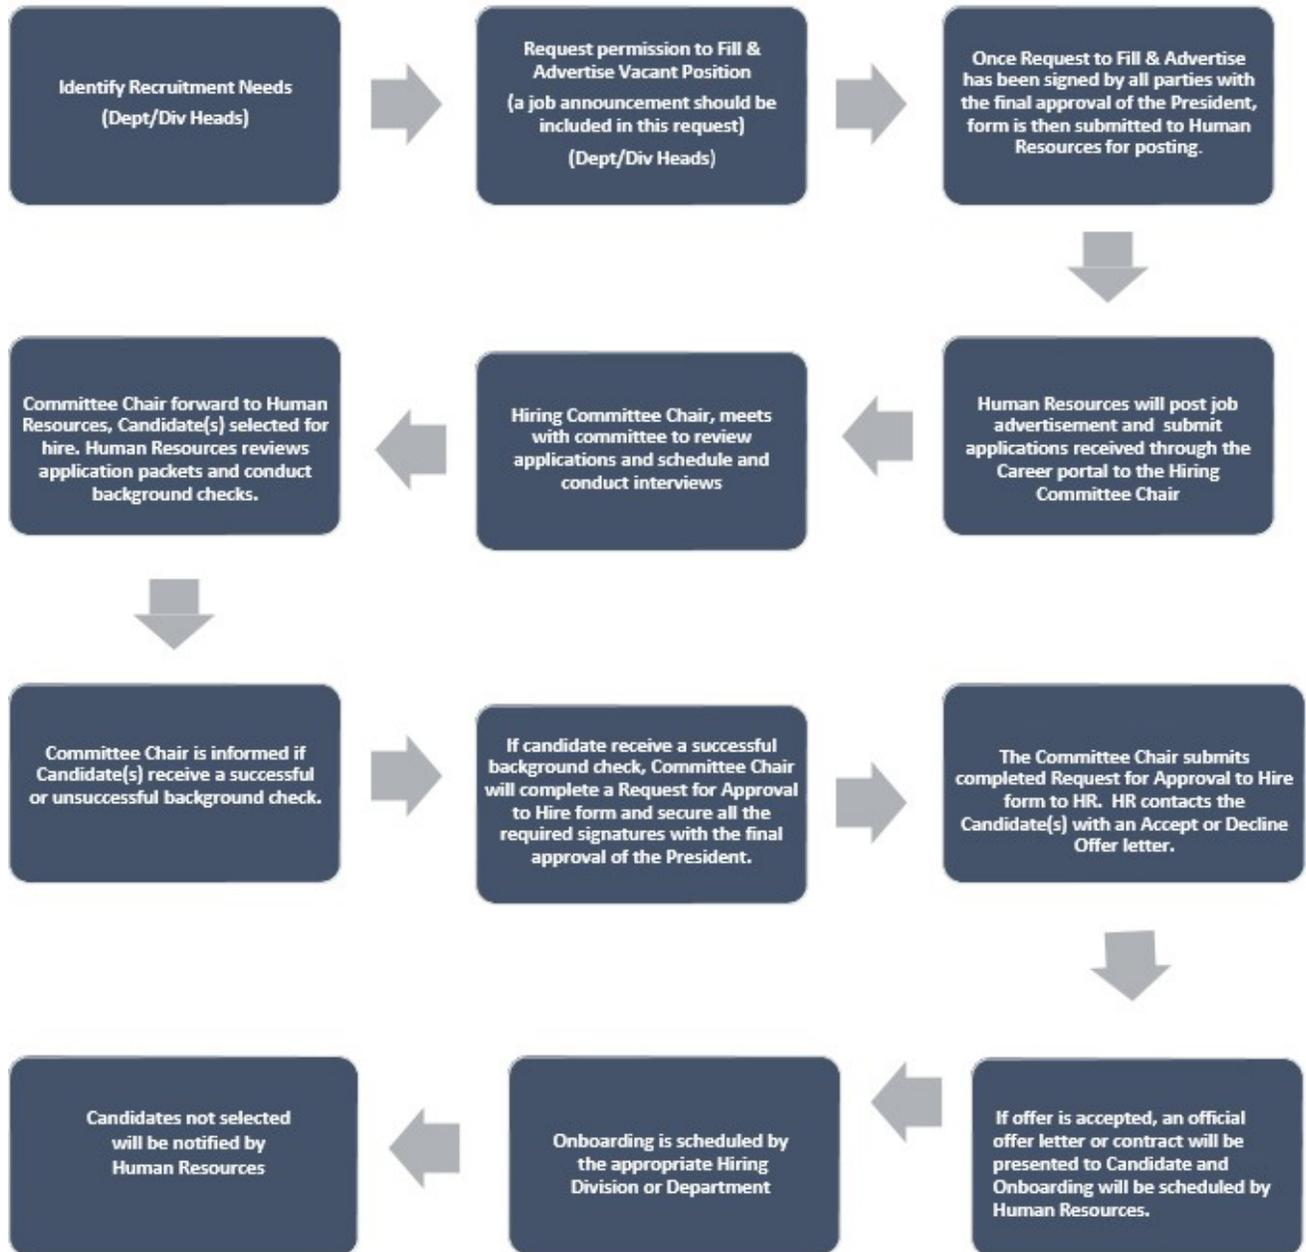 Identify Recruitment Needs
(Dept/Div Heads)
Request permission to Fill &
Advertise Vacant Position
(a job announcement should be
included in this request)
(Dept/Div Heads)
Once Request to Fill & Advertise
has been signed by all parties with
the final approval of the President,
form is then submitted to Human
Resources for posting.
Human Resources will post job
advertisement and  submit
applications received through the
Career portal to the Hiring
Committee Chair
Hiring Committee Chair, meets
with committee to review
applications and schedule and
conduct interviews
Committee Chair forward to Human
Resources, Candidate(s) selected for
hire. Human Resources reviews
application packets and conduct
background checks.
Committee Chair is informed if
Candidate(s) receive a successful
or unsuccessful background check.
If candidate receive a successful
background check, Committee Chair
will complete a Request for Approval
to Hire form and secure all the
required signatures with the final
approval of the President.
The Committee Chair submits
completed Request for Approval to Hire
form to HR.  HR contacts the
Candidate(s) with an Accept or Decline
Offer letter.
If offer is accepted, an official
offer letter or contract will be
presented to Candidate and
Onboarding will be scheduled by
Human Resources.
Onboarding is scheduled by
the appropriate Hiring
Division or Department
Candidates not selected
will be notified by
Human Resources